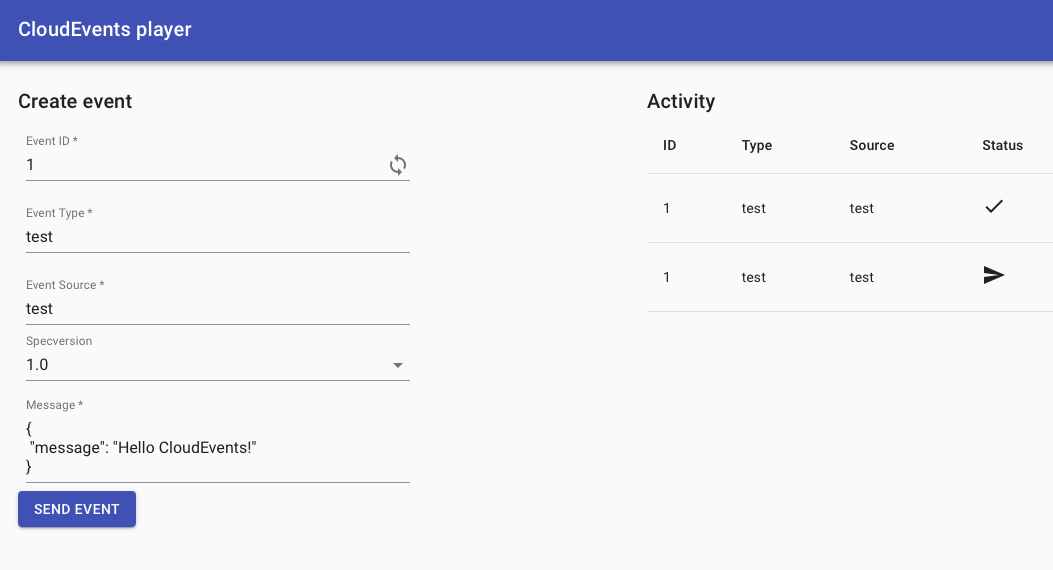 CloudEvents player
Create event
Event ID *
1
Event Type *
test
Event Source *
test
Specversion
1.0
Message *
{
"message": "Hello CloudEvents!"
}
SEND EVENT
Activity
ID Type Source Status
1 test test
1 test test